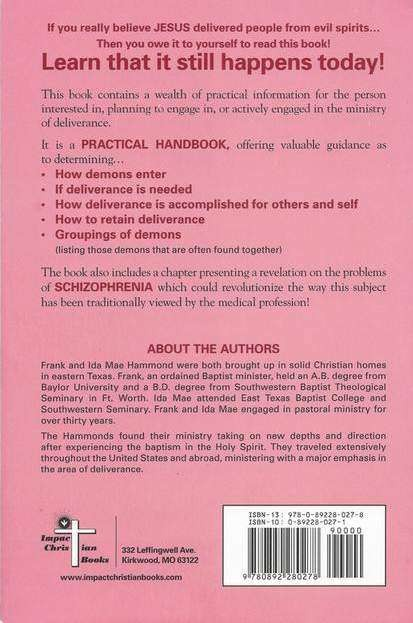 If you really believe JESUS delivered people from evil spirits...
Then you owe it to yourself to read this book!
Learn that it still happens today!
This book contains a wealth of practical information for the person
interested in, planning to engage in, or actively engaged in the ministry
of deliverance.
It is a PRACTICAL HANDBOOK, offering valuable guidance as
to determining...
• How demons enter
• If deliverance is needed
• How deliverance is accomplished for others and self
• How to retain deliverance
• Groupings of demons
(listing those demons that are often found together)
The book also includes a chapter presenting a revelation on the problems
of SCHIZOPHRENIA which could revolutionize the way this subject
has been traditionally viewed by the medical profession!
ABOUT THE AUTHORS
Frank and Ida Mae Hammond were both brought up in solid Christian homes
in eastern Texas. Frank, an ordained Baptist minister, held an A.B. degree from
Baylor University and a B.D. degree from Southwestern Baptist Theological
Seminary in Ft. Worth. Ida Mae attended East Texas Baptist College and
Southwestern Seminary. Frank and Ida Mae engaged in pastoral ministry for
over thirty years.
The Hammonds found their ministry taking on new depths and direction
after experiencing the baptism in the Holy Spirit. They traveled extensively
throughout the United States and abroad, ministering with a major emphasis in
the area of deliverance.
Impact
Christian
Books
332 Leffingwell Ave.
Kirkwood, MO 63122
www.impactchristianbooks.com
ISBN-13: 978-0-89228-027-8
ISBN-10: 0-89228-027-1
90000
9 780892 280278